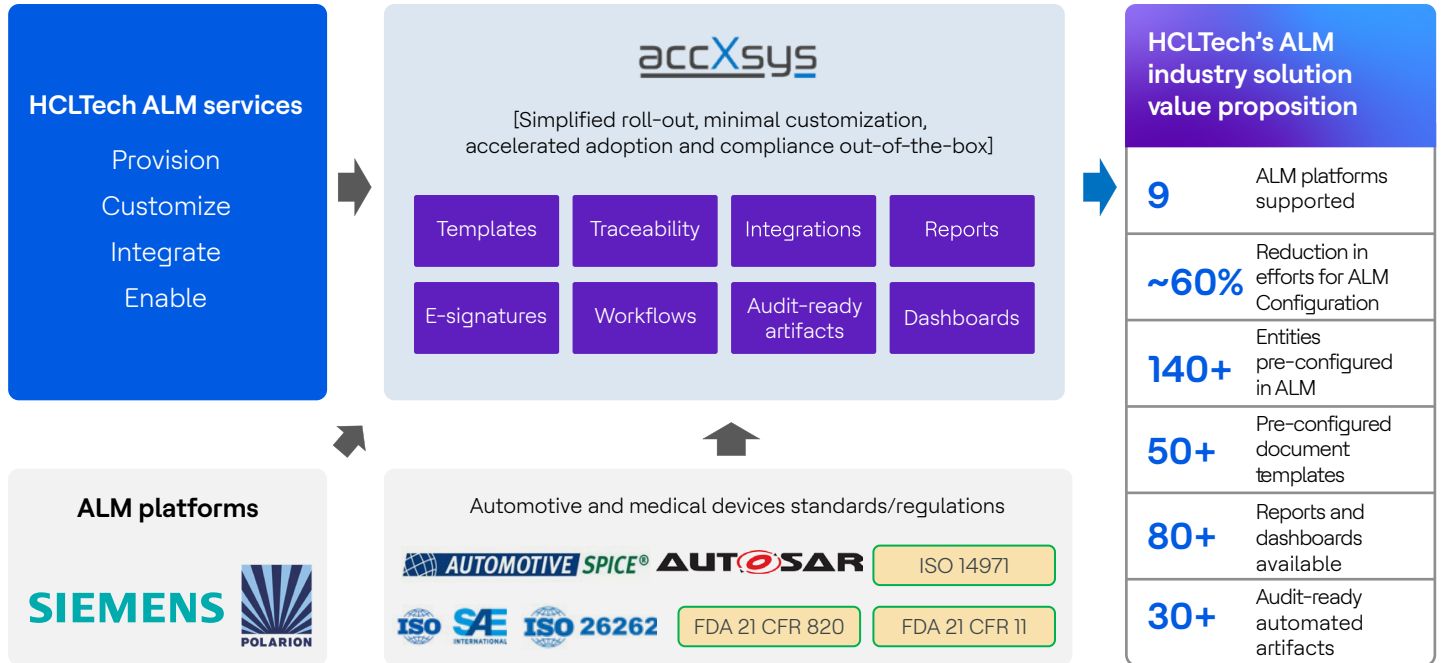 HCLTech ALM services
Provision
Customize
Integrate
Enable
accXsys
[Simplified roll-out, minimal customization,
accelerated adoption and compliance out-of-the-box]
Templates
Traceability
Integrations
Reports
E-signatures
Workflows
Audit-ready
artifacts
Dashboards
ALM platforms
SIEMENS
POLARION
Automotive and medical devices standards/regulations
AUTOMOTIVE SPICE®
AUTOSAR
ISO 14971
ISO
SAE
INTERNATIONAL
ISO 26262
FDA 21 CFR 820
FDA 21 CFR 11
HCLTech's ALM
industry solution
value proposition
9
ALM platforms
supported
~60%
Reduction in
efforts for ALM
Configuration
140+
Entities
pre-configured
in ALM
50+
Pre-configured
document
templates
80+
Reports and
dashboards
available
30+
Audit-ready
automated
artifacts